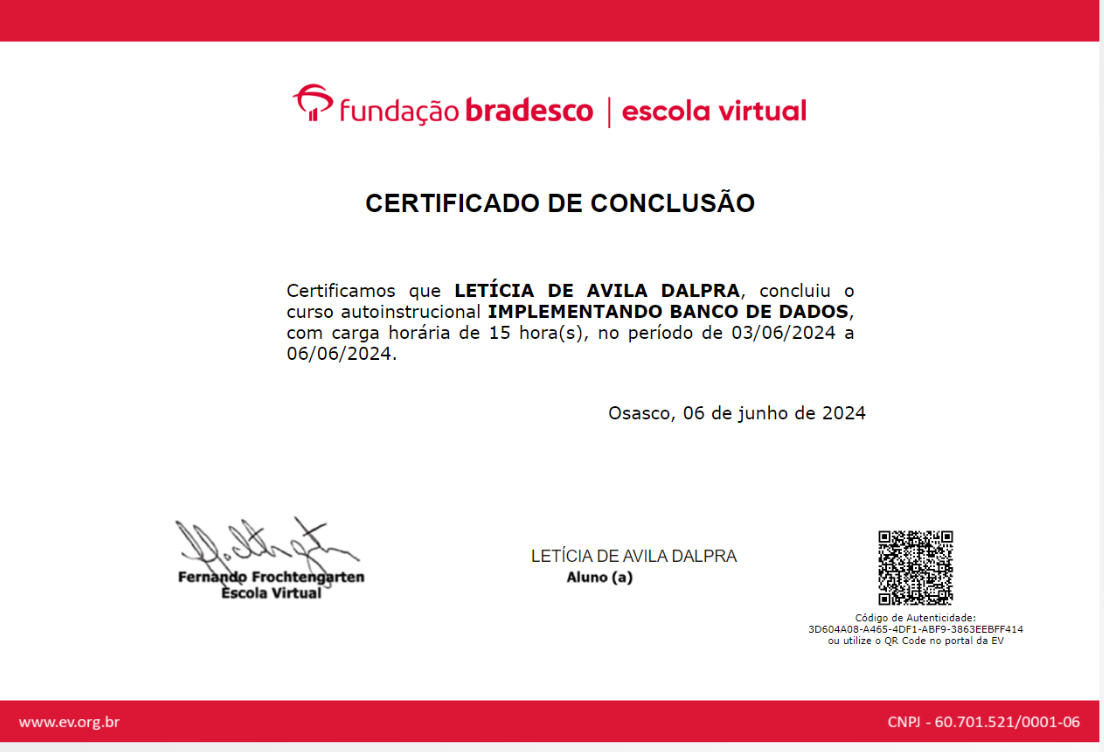 fundação bradesco | escola virtual
CERTIFICADO DE CONCLUSÃO
Certificamos que LETÍCIA DE AVILA DALPRA, concluiu o
curso autoinstrucional IMPLEMENTANDO BANCO DE DADOS,
com carga horária de 15 hora(s), no período de 03/06/2024 a
06/06/2024.
Osasco, 06 de junho de 2024
Fernando Frochtengarten
Escola Virtual
LETÍCIA DE AVILA DALPRA
Aluno (a)
Código de Autenticidade:
3D604A08-A465-4DF1-ABF9-3863EEBFF414
ou utilize o QR Code no portal da EV
www.ev.org.br
CNPJ - 60.701.521/0001-06